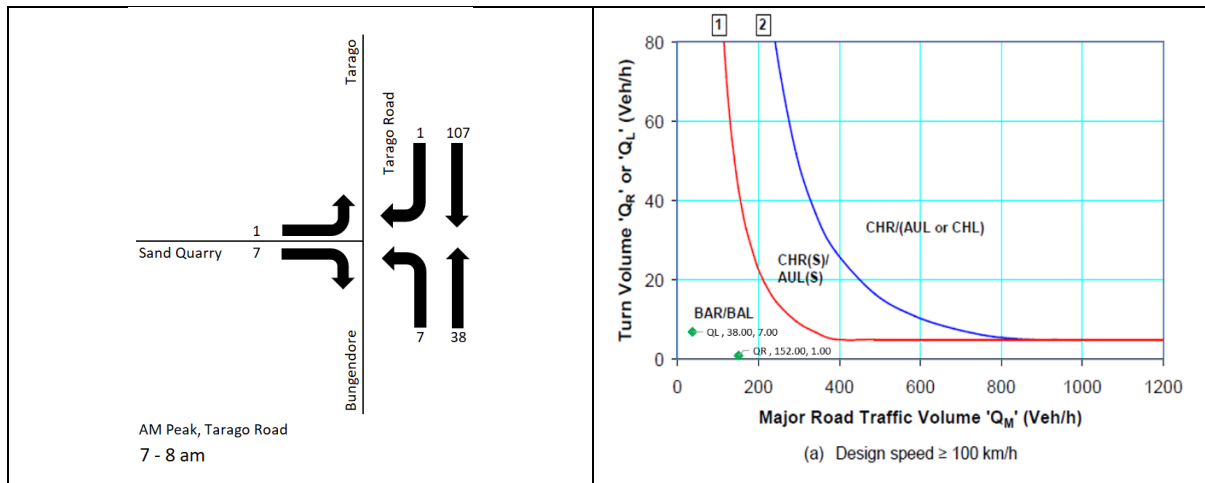 Tarago
Tarago Road
1 107
1
Sand Quarry
7
7 38
Bungendore
AM Peak, Tarago Road
7 - 8 am
1 2
Turn Volume 'QR' or 'QL' (Veh/h)
80
60
40
20
0
CHR/(AUL or CHL)
CHR(S)/
AUL(S)
BAR/BAL
QL , 38.00, 7.00
QR , 152.00, 1.00
0 200 400 600 800 1000 1200
Major Road Traffic Volume 'QM' (Veh/h)
(a) Design speed ≥ 100 km/h